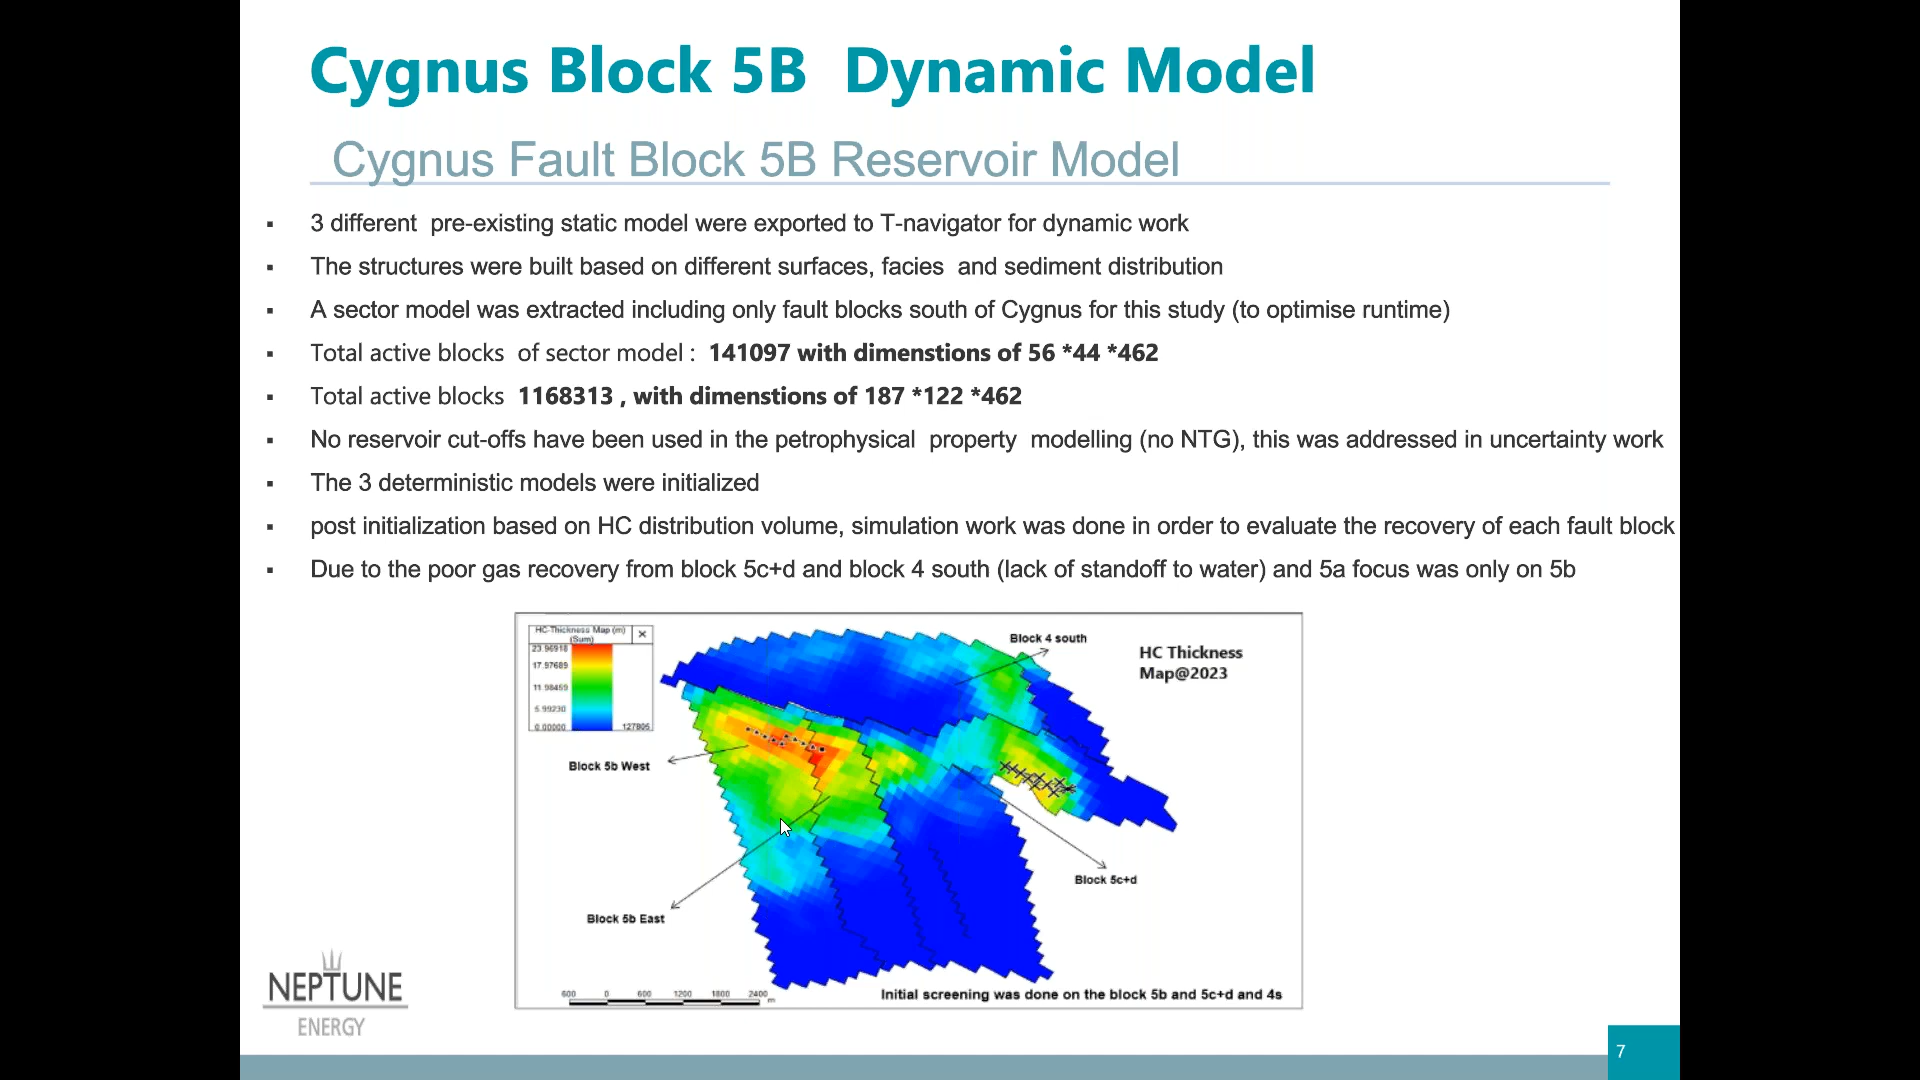 Cygnus Block 5B Dynamic Model
Cygnus Fault Block 5B Reservoir Model
▪ 3 different pre-existing static model were exported to T-navigator for dynamic work
▪ The structures were built based on different surfaces, facies and sediment distribution
▪ A sector model was extracted including only fault blocks south of Cygnus for this study (to optimise runtime)
▪ Total active blocks of sector model : 141097 with dimenstions of 56 *44 *462
▪ Total active blocks 1168313 , with dimenstions of 187 *122 *462
▪ No reservoir cut-offs have been used in the petrophysical property modelling (no NTG), this was addressed in uncertainty work
▪ The 3 deterministic models were initialized
▪ post initialization based on HC distribution volume, simulation work was done in order to evaluate the recovery of each fault block
▪ Due to the poor gas recovery from block 5c+d and block 4 south (lack of standoff to water) and 5a focus was only on 5b
HC-Thickness Map (m)
(Sum)
23.96918
17.97689
11.98459
5.99230
0.00000
127805
Block 4 south
HC Thickness
Map@2023
Block 5b West
Block 5c+d
Block 5b East
600 0 600 1200 1800 2400 m
Initial screening was done on the block 5b and 5c+d and 4s
NEPTUNE
ENERGY
7